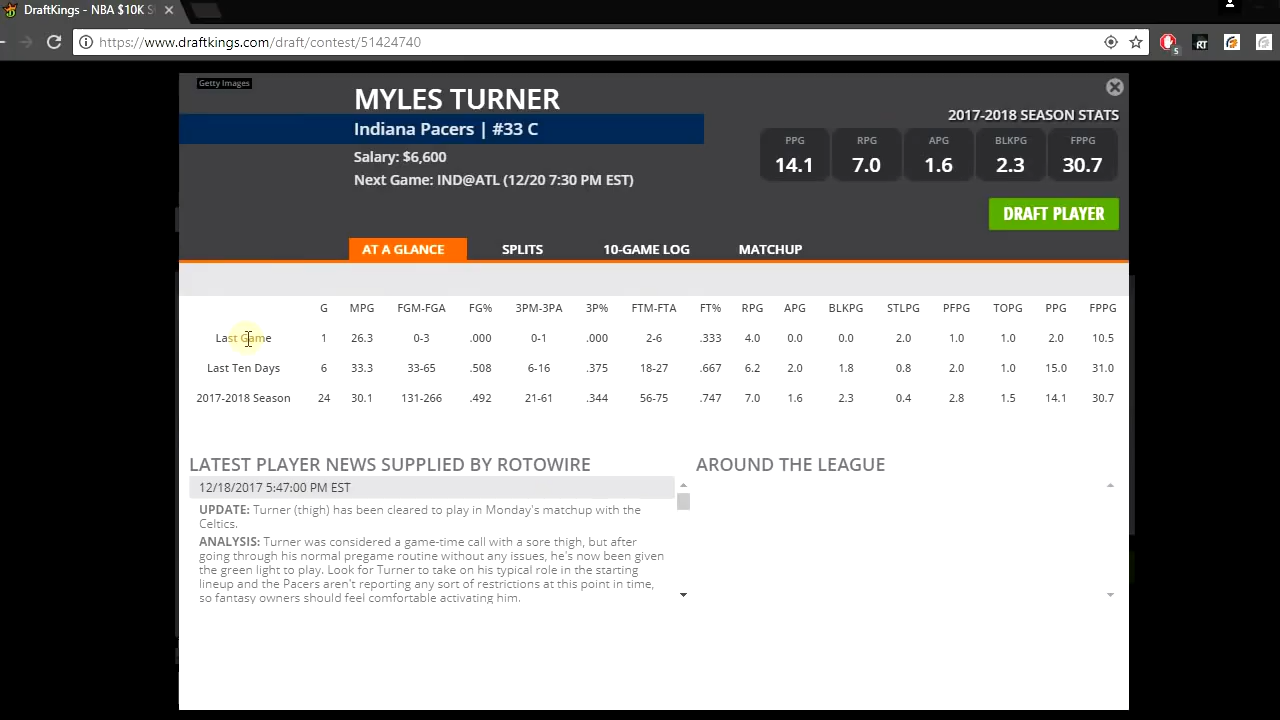 DraftKings - NBA $10K S
https://www.draftkings.com/draft/contest/51424740
5
RT
Getty Images
MYLES TURNER
Indiana Pacers | #33 C
Salary: $6,600
Next Game: IND@ATL (12/20 7:30 PM EST)
2017-2018 SEASON STATS
PPG RPG APG BLKPG FPPG
14.1 7.0 1.6 2.3 30.7
DRAFT PLAYER
AT A GLANCE SPLITS 10-GAME LOG MATCHUP
G MPG FGM-FGA FG% 3PM-3PA 3P% FTM-FTA FT% RPG APG BLKPG STLPG PFPG TOPG PPG FPPG
Last Game 1 26.3 0-3 .000 0-1 .000 2-6 .333 4.0 0.0 0.0 2.0 1.0 1.0 2.0 10.5
Last Ten Days 6 33.3 33-65 .508 6-16 .375 18-27 .667 6.2 2.0 1.8 0.8 2.0 1.0 15.0 31.0
2017-2018 Season 24 30.1 131-266 .492 21-61 .344 56-75 .747 7.0 1.6 2.3 0.4 2.8 1.5 14.1 30.7
LATEST PLAYER NEWS SUPPLIED BY ROTOWIRE
12/18/2017 5:47:00 PM EST
UPDATE: Turner (thigh) has been cleared to play in Monday's matchup with the
Celtics.
ANALYSIS: Turner was considered a game-time call with a sore thigh, but after
going through his normal pregame routine without any issues, he's now been given
the green light to play. Look for Turner to take on his typical role in the starting
lineup and the Pacers aren't reporting any sort of restrictions at this point in time,
so fantasy owners should feel comfortable activating him.
AROUND THE LEAGUE